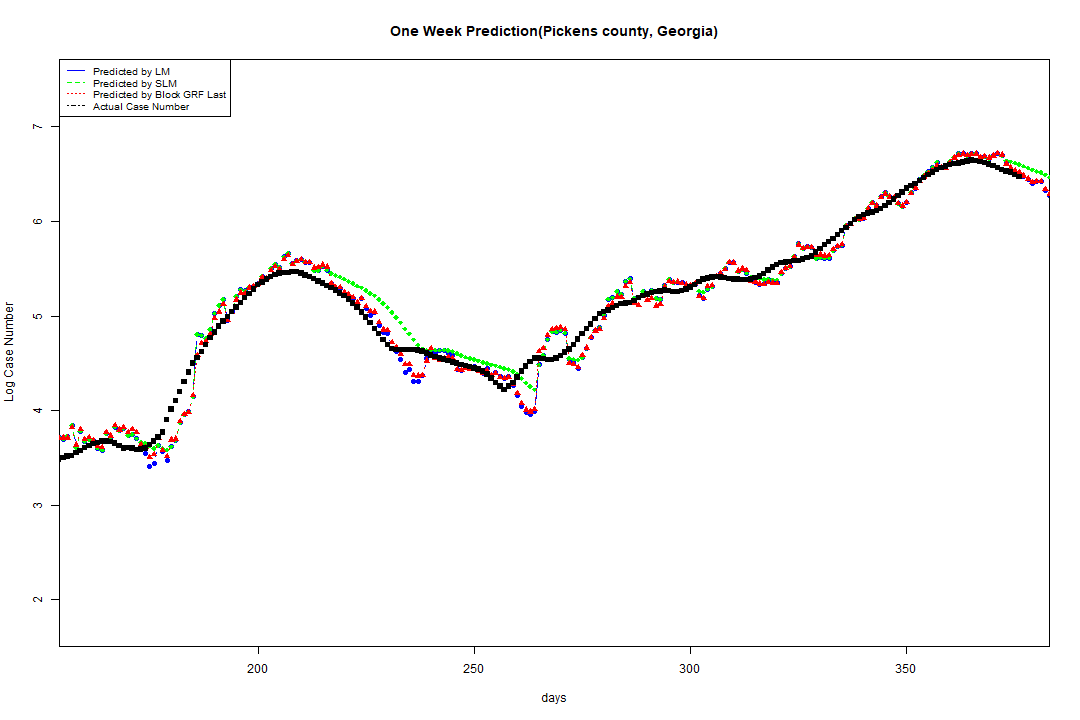 One Week Prediction(Pickens county, Georgia)
Predicted by LM
Predicted by SLM
Predicted by Block GRF Last
Actual Case Number
7
6
5
4
3
2
Log Case Number
200
250
300
350
days